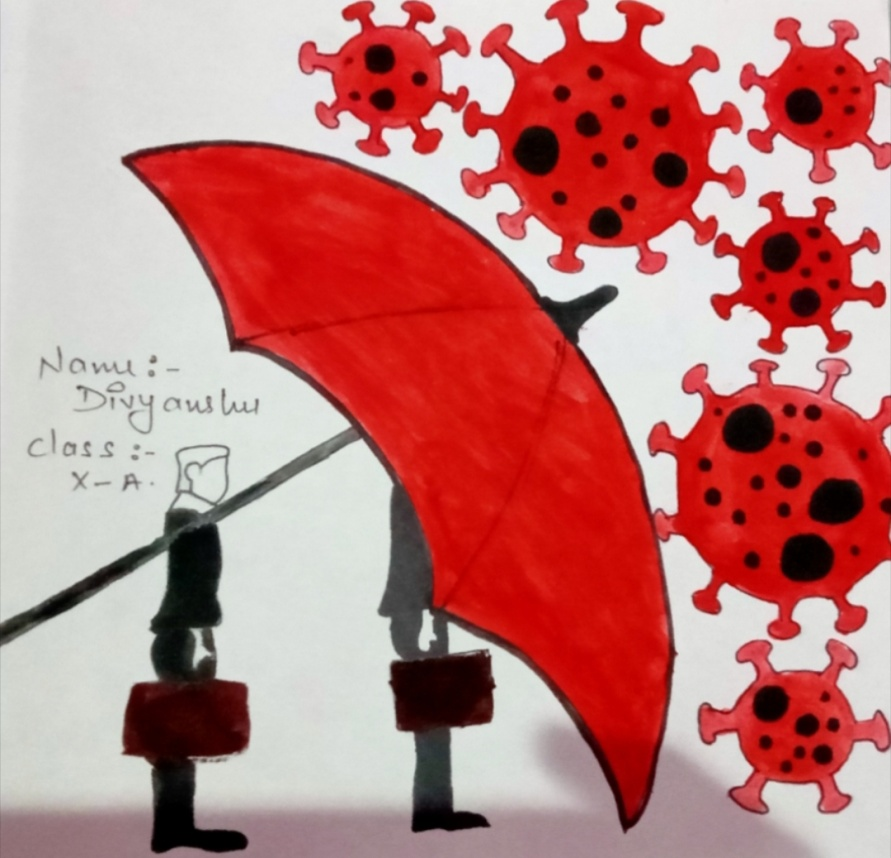 Name :-
Divyanshu
Class :-
X-A.